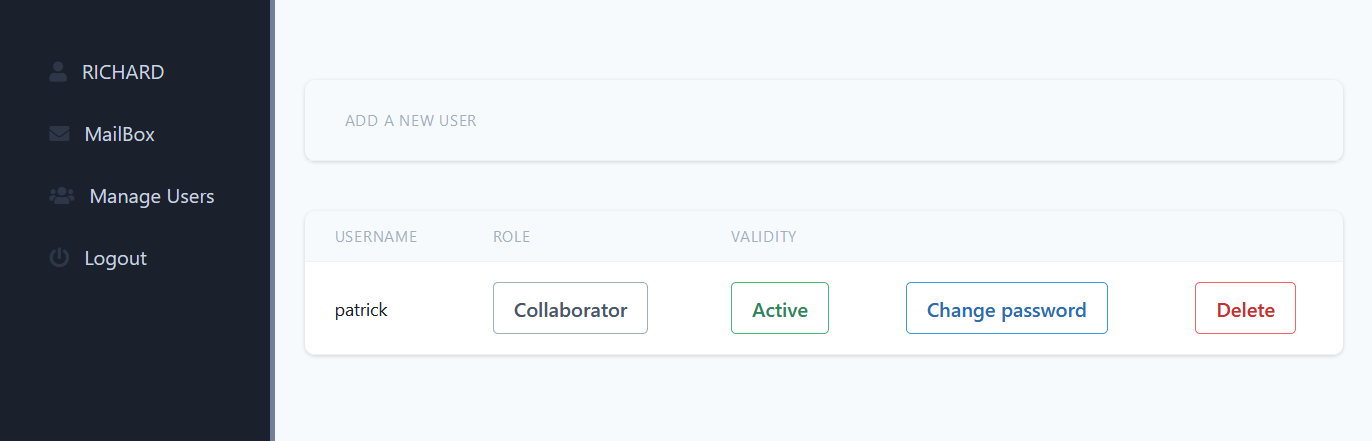 RICHARD
MailBox
Manage Users
Logout
ADD A NEW USER
USERNAME ROLE VALIDITY
patrick Collaborator Active Change password Delete